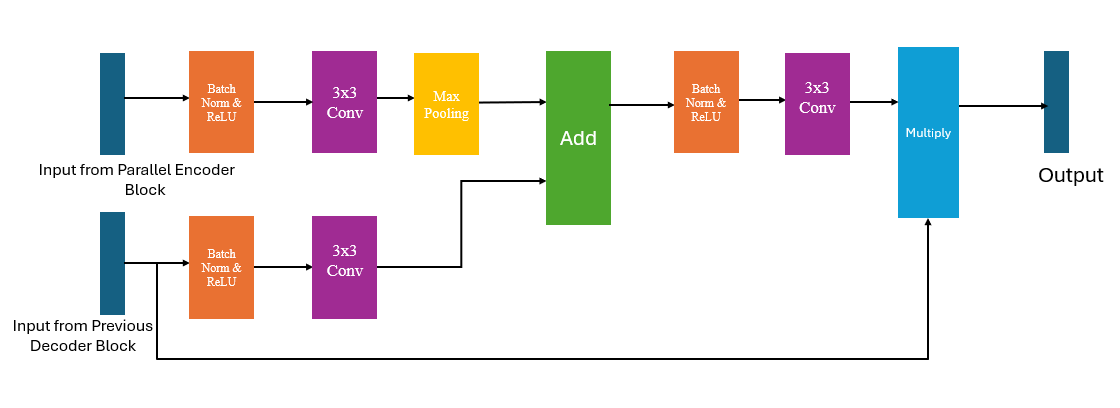 Batch
Norm &
ReLU
3x3
Conv
Max
Pooling
Add
Batch
Norm &
ReLU
3x3
Conv
Multiply
Input from Parallel Encoder
Block
Output
Batch
Norm &
ReLU
3x3
Conv
Input from Previous
Decoder Block